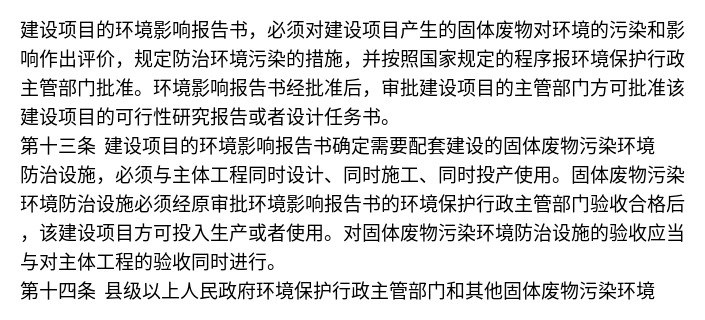 建设项目的环境影响报告书，必须对建设项目产生的固体废物对环境的污染和影
响作出评价，规定防治环境污染的措施，并按照国家规定的程序报环境保护行政
主管部门批准。环境影响报告书经批准后，审批建设项目的主管部门方可批准该
建设项目的可行性研究报告或者设计任务书。
第十三条 建设项目的环境影响报告书确定需要配套建设的固体废物污染环境
防治设施，必须与主体工程同时设计、同时施工、同时投产使用。固体废物污染
环境防治设施必须经原审批环境影响报告书的环境保护行政主管部门验收合格后
，该建设项目方可投入生产或者使用。对固体废物污染环境防治设施的验收应当
与对主体工程的验收同时进行。
第十四条 县级以上人民政府环境保护行政主管部门和其他固体废物污染环境